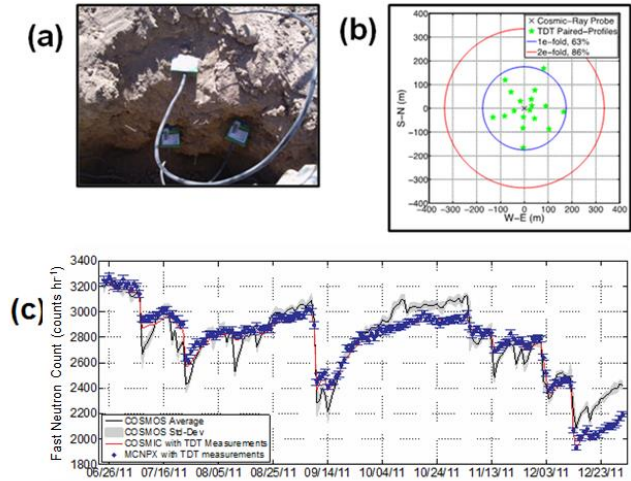 (a)
(b)
Cosmic-Ray Probe
TDT Paired-Profiles
1e-fold, 63%
2e-fold, 86%
S-N (m)
400
300
200
100
0
-100
-200
-300
-400
-400 -300 -200 -100 0 100 200 300 400
W-E (m)
(c)
Fast Neutron Count (counts hr-1)
3400
3200
3000
2800
2600
2400
2200
2000
1800
COSMOS Average
COSMOS Std-Dev
COSMIC with TDT Measurements
MCNPX with TDT measurements
06/26/11 07/16/11 08/05/11 08/25/11 09/14/11 10/04/11 10/24/11 11/13/11 12/03/11 12/23/11